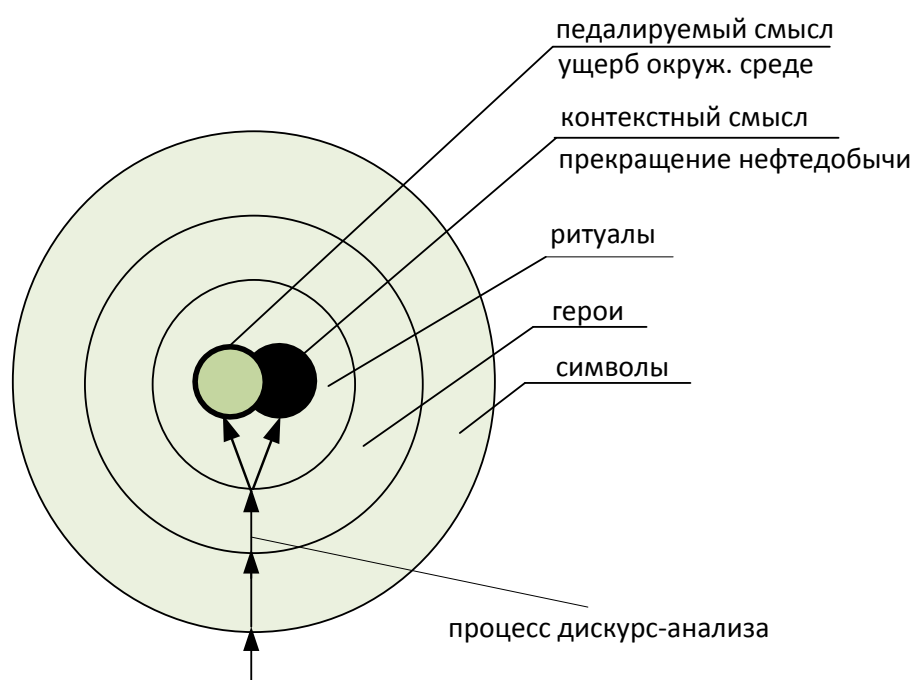 педалируемый смысл
ущерб окруж. среде
контекстный смысл
прекращение нефтедобычи
ритуалы
герои
символы
процесс дискурс-анализа